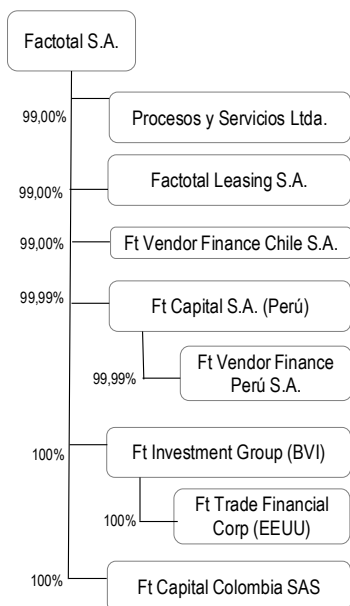 Factotal S.A.
99,00%
Procesos y Servicios Ltda.
99,00%
Factotal Leasing S.A.
99,00%
Ft Vendor Finance Chile S.A.
99,99%
Ft Capital S.A. (Perú)
99,99%
Ft Vendor Finance
Perú S.A.
100%
Ft Investment Group (BVI)
100%
Ft Trade Financial
Corp (EEUU)
100%
Ft Capital Colombia SAS